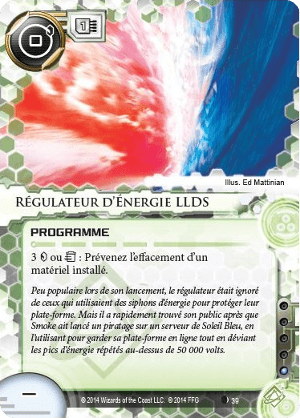 1
Illus. Ed Mattinian
RÉGULATEUR D'ÉNERGIE LLDS
PROGRAMME
3 ou : Prévenez l'effacement d'un
matériel installé.
Peu populaire lors de son lancement, le régulateur était ignoré
de ceux qui utilisaient des siphons d'énergie pour protéger leur
plate-forme. Mais il a rapidement trouvé son public après que
Smoke ait lancé un piratage sur un serveur de Soleil Bleu, en
l'utilisant pour garder sa plate-forme en ligne tout en déviant
les pics d'énergie répétés au-dessus de 50 000 volts.
–
© 2014 Wizards of the Coast LLC. © 2014 FFG
39